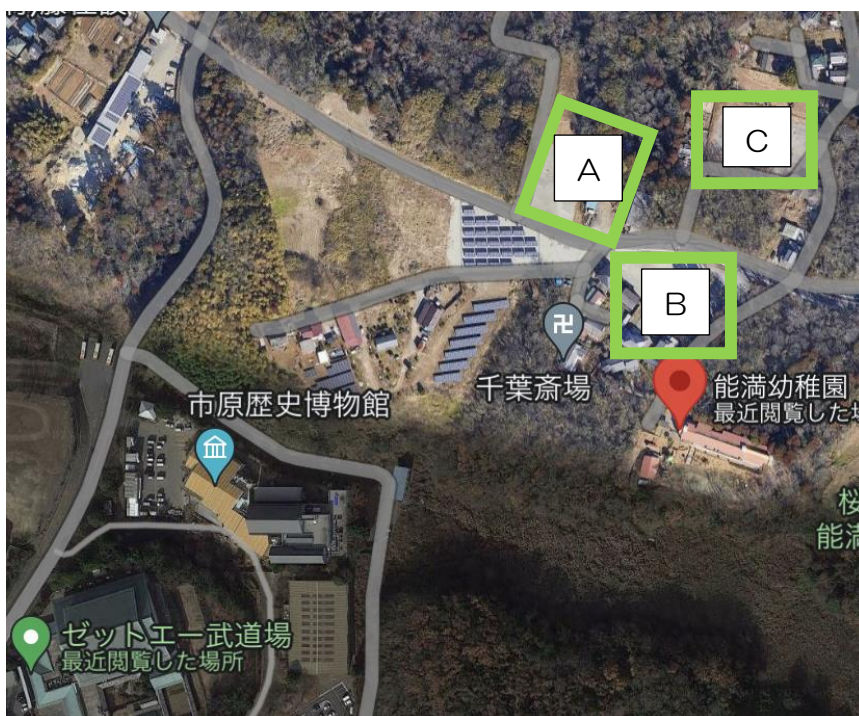 A
C
B
卍
千葉斎場
能満幼稚園
最近閲覧した場
市原歴史博物館
桜
能満
ゼットエー武道場
最近閲覧した場所